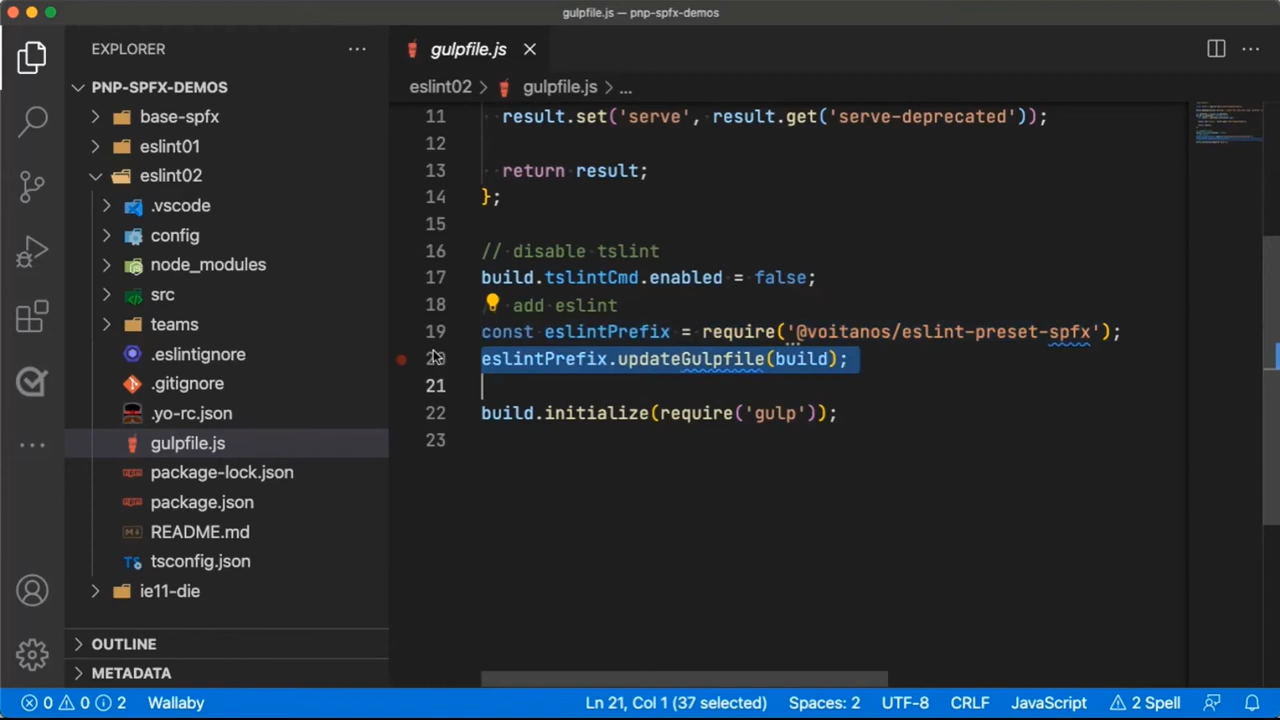 gulpfile.js — pnp-spfx-demos
EXPLORER
PNP-SPFX-DEMOS
base-spfx
eslint01
eslint02
.vscode
config
node_modules
src
teams
.eslintignore
.gitignore
.yo-rc.json
gulpfile.js
package-lock.json
package.json
README.md
tsconfig.json
ie11-die
OUTLINE
METADATA
gulpfile.js
eslint02 > gulpfile.js > ...
11 result.set('serve', result.get('serve-deprecated'));
12
13 return result;
14 };
15
16 // disable tslint
17 build.tslintCmd.enabled = false;
18 / add eslint
19 const eslintPrefix = require('@voitanos/eslint-preset-spfx');
20 eslintPrefix.updateGulpfile(build);
21
22 build.initialize(require('gulp'));
23
0 0 2 Wallaby Ln 21, Col 1 (37 selected) Spaces: 2 UTF-8 CRLF JavaScript 2 Spell